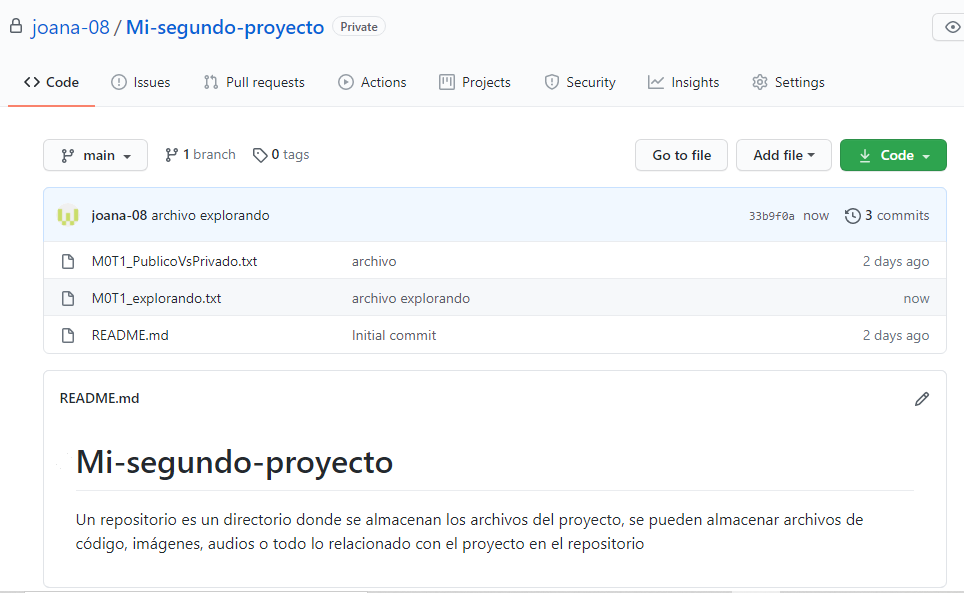 joana-08 / Mi-segundo-proyecto Private
Code Issues Pull requests Actions Projects Security Insights Settings
main 1 branch 0 tags Go to file Add file Code
joana-08 archivo explorando 33b9f0a now 3 commits
M0T1_PublicoVsPrivado.txt archivo 2 days ago
M0T1_explorando.txt archivo explorando now
README.md Initial commit 2 days ago
README.md
Mi-segundo-proyecto
Un repositorio es un directorio donde se almacenan los archivos del proyecto, se pueden almacenar archivos de
código, imágenes, audios o todo lo relacionado con el proyecto en el repositorio